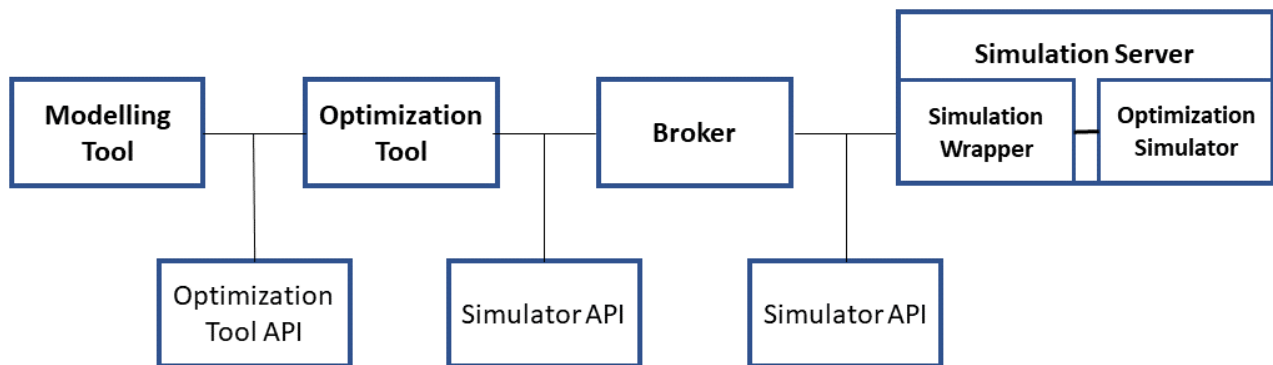 Modelling
Tool
Optimization
Tool
Broker
Simulation Server
Simulation
Wrapper
Optimization
Simulator
Optimization
Tool API
Simulator API
Simulator API